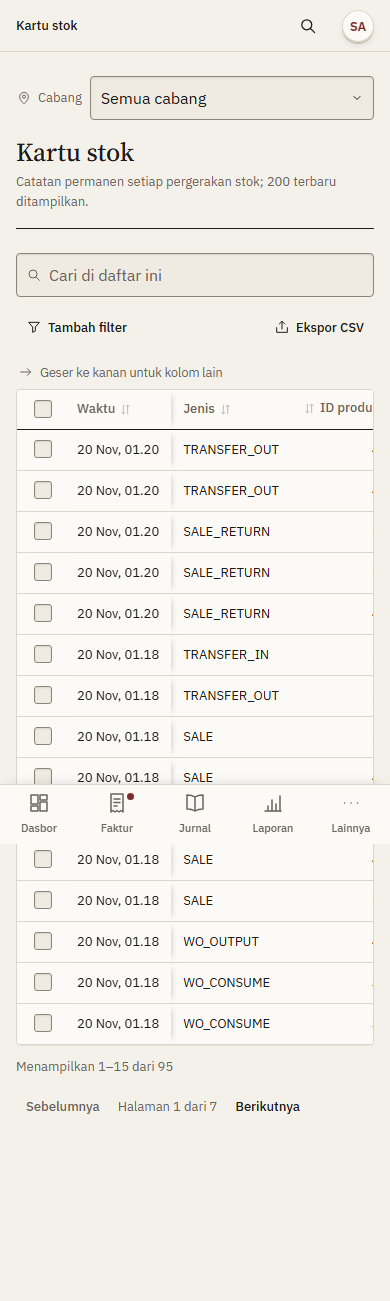 Kartu stok
SA
Cabang
Semua cabang
Kartu stok
Catatan permanen setiap pergerakan stok; 200 terbaru
ditampilkan.
Cari di daftar ini
Tambah filter
Ekspor CSV
Geser ke kanan untuk kolom lain
Waktu Jenis ID produ
20 Nov, 01.20 TRANSFER_OUT
20 Nov, 01.20 TRANSFER_OUT
20 Nov, 01.20 SALE_RETURN
20 Nov, 01.20 SALE_RETURN
20 Nov, 01.20 SALE_RETURN
20 Nov, 01.18 TRANSFER_IN
20 Nov, 01.18 TRANSFER_OUT
20 Nov, 01.18 SALE
20 Nov, 01.18 SALE
Dasbor Faktur Jurnal Laporan Lainnya
20 Nov, 01.18 SALE
20 Nov, 01.18 SALE
20 Nov, 01.18 WO_OUTPUT
20 Nov, 01.18 WO_CONSUME
20 Nov, 01.18 WO_CONSUME
Menampilkan 1–15 dari 95
Sebelumnya Halaman 1 dari 7 Berikutnya